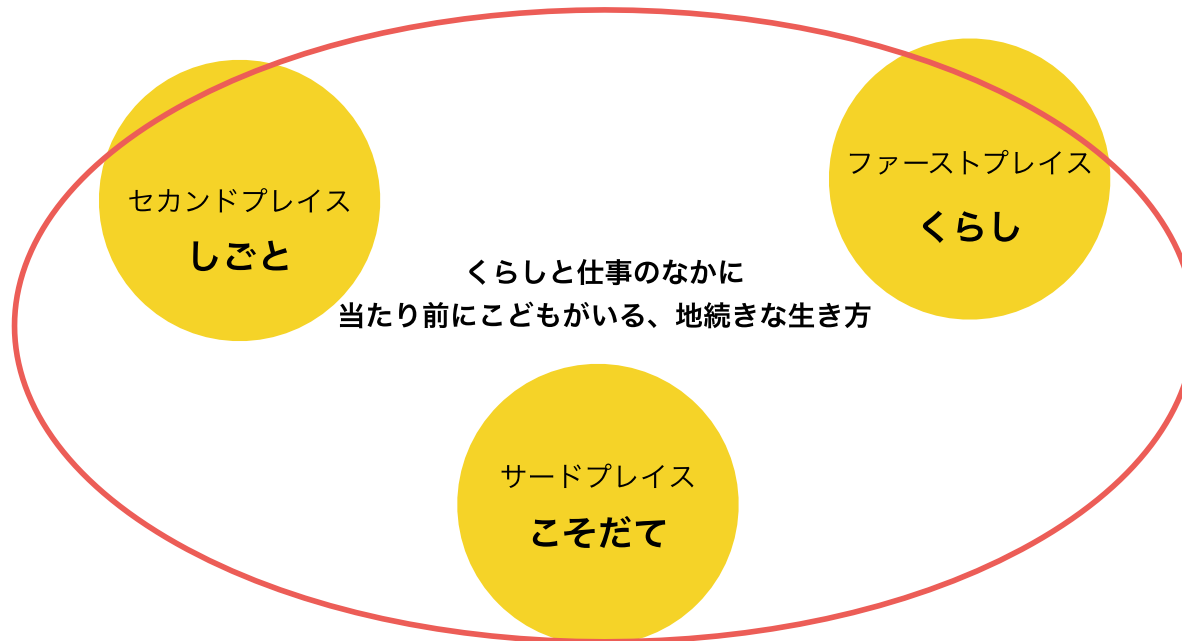 セカンドプレイス
しごと
ファーストプレイス
くらし
くらしと仕事のなかに
当たり前にこどもがいる、地続きな生き方
サードプレイス
こそだて